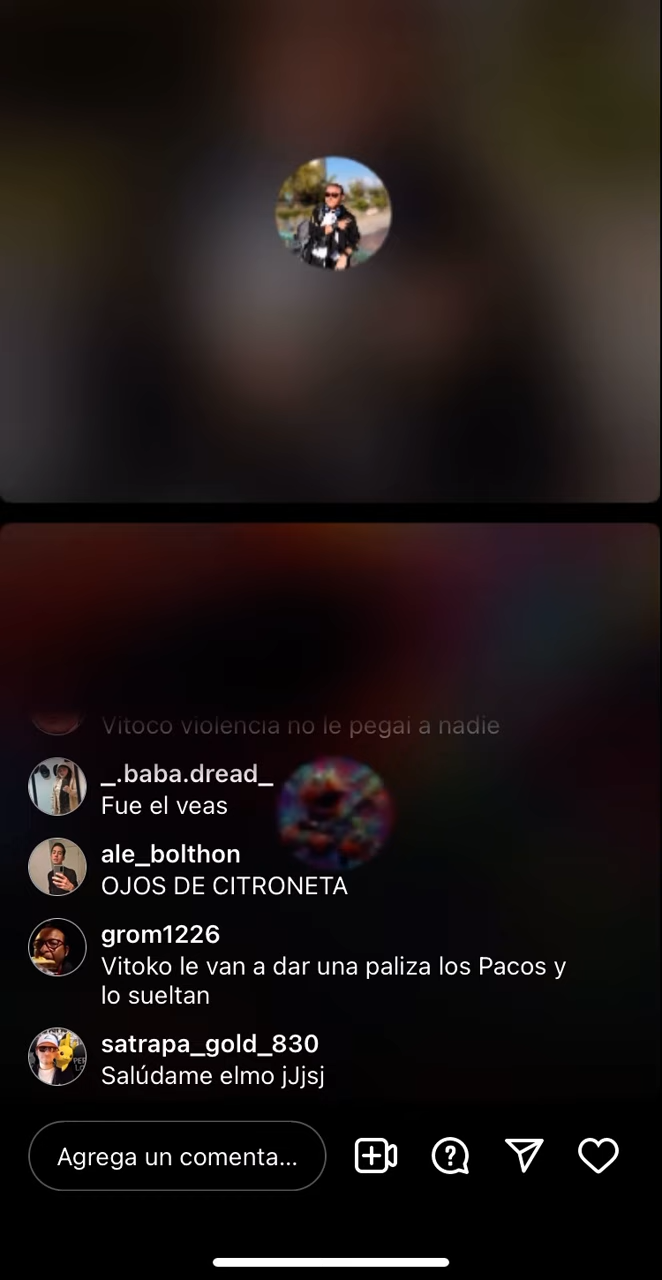 Vitoco violencia no le pegai a nadie
_.baba.dread_
Fue el veas
ale_bolthon
OJOS DE CITRONETA
grom1226
Vitoko le van a dar una paliza los Pacos y
lo sueltan
satrapa_gold_830
Salúdame elmo jJjsj
Agrega un comenta...